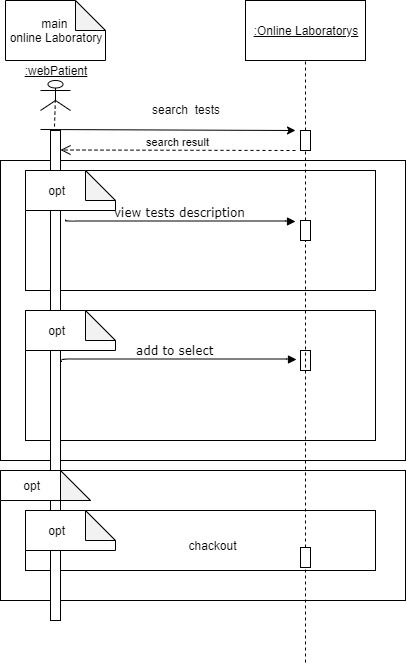 main
online Laboratory
:Online Laboratorys
:webPatient
search tests
search result
opt
view tests description
opt
add to select
opt
opt
chackout